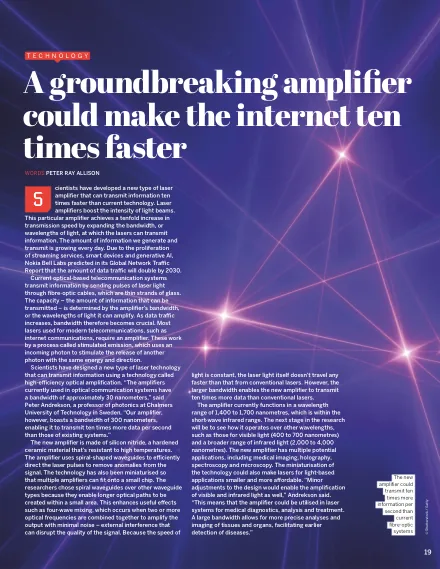 TECHNOLOGY
A groundbreaking amplifier
could make the internet ten
times faster
WORDS PETER RAY ALLISON
Scientists have developed a new type of laser
amplifier that can transmit information ten
times faster than current technology. Laser
amplifiers boost the intensity of light beams.
This particular amplifier achieves a tenfold increase in
transmission speed by expanding the bandwidth, or
wavelengths of light, at which the lasers can transmit
information. The amount of information we generate and
transmit is growing every day. Due to the proliferation
of streaming services, smart devices and generative AI,
Nokia Bell Labs predicted in its Global Network Traffic
Report that the amount of data traffic will double by 2030.
Current optical-based telecommunication systems
transmit information by sending pulses of laser light
through fibre-optic cables, which are thin strands of glass.
The capacity – the amount of information that can be
transmitted – is determined by the amplifier's bandwidth,
or the wavelengths of light it can amplify. As data traffic
increases, bandwidth therefore becomes crucial. Most
lasers used for modern telecommunications, such as
internet communications, require an amplifier. These work
by a process called stimulated emission, which uses an
incoming photon to stimulate the release of another
photon with the same energy and direction.
Scientists have designed a new type of laser technology
that can transmit information using a technology called
high-efficiency optical amplification. "The amplifiers
currently used in optical communication systems have
a bandwidth of approximately 30 nanometers," said
Peter Andrekson, a professor of photonics at Chalmers
University of Technology in Sweden. "Our amplifier,
however, boasts a bandwidth of 300 nanometers,
enabling it to transmit ten times more data per second
than those of existing systems."
The new amplifier is made of silicon nitride, a hardened
ceramic material that's resistant to high temperatures.
The amplifier uses spiral-shaped waveguides to efficiently
direct the laser pulses to remove anomalies from the
signal. The technology has also been miniaturised so
that multiple amplifiers can fit onto a small chip. The
researchers chose spiral waveguides over other waveguide
types because they enable longer optical paths to be
created within a small area. This enhances useful effects
such as four-wave mixing, which occurs when two or more
optical frequencies are combined together to amplify the
output with minimal noise – external interference that
can disrupt the quality of the signal. Because the speed of
light is constant, the laser light itself doesn't travel any
faster than that from conventional lasers. However, the
larger bandwidth enables the new amplifier to transmit
ten times more data than conventional lasers.
The amplifier currently functions in a wavelength
range of 1,400 to 1,700 nanometres, which is within the
short-wave infrared range. The next stage in the research
will be to see how it operates over other wavelengths,
such as those for visible light (400 to 700 nanometres)
and a broader range of infrared light (2,000 to 4,000
nanometres). The new amplifier has multiple potential
applications, including medical imaging, holography,
spectroscopy and microscopy. The miniaturisation of
the technology could also make lasers for light-based
applications smaller and more affordable. "Minor
adjustments to the design would enable the amplification
of visible and infrared light as well," Andrekson said.
"This means that the amplifier could be utilised in laser
systems for medical diagnostics, analysis and treatment.
A large bandwidth allows for more precise analyses and
imaging of tissues and organs, facilitating earlier
detection of diseases."
The new
amplifier could
transmit ten
times more
information per
second than
current
fibre-optic
systems
19